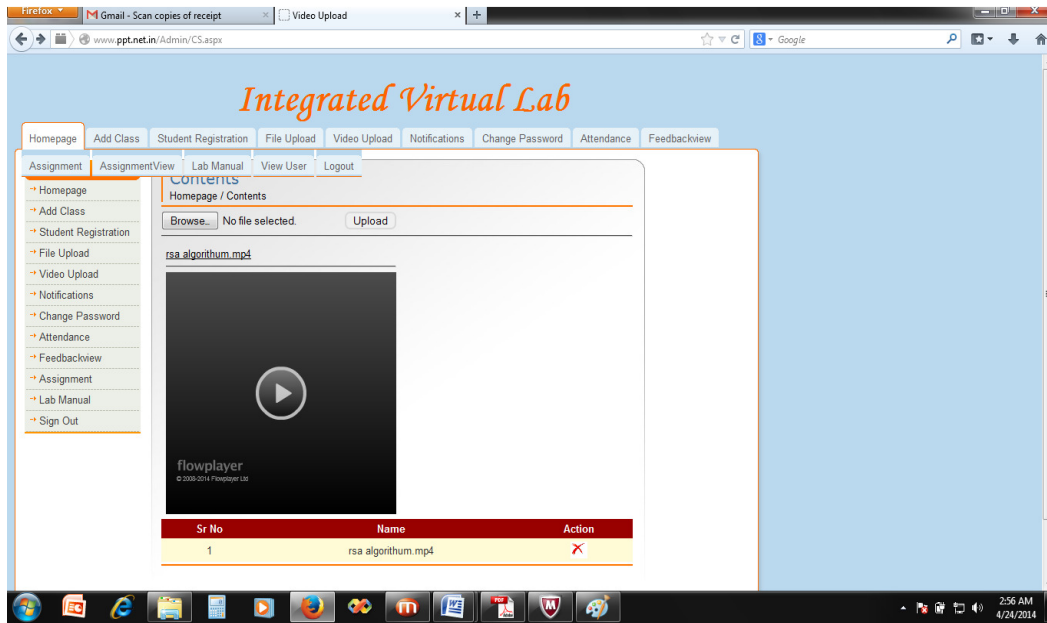 Firefox
Gmail - Scan copies of receipt × Video Upload × +
www.ppt.net.in/Admin/CS.aspx Google
Integrated Virtual Lab
Homepage Add Class Student Registration File Upload Video Upload Notifications Change Password Attendance Feedbackview
Assignment AssignmentView Lab Manual View User Logout
Contents
Homepage / Contents
Browse... No file selected. Upload
rsa algorithum.mp4
Homepage
Add Class
Student Registration
File Upload
Video Upload
Notifications
Change Password
Attendance
Feedbackview
Assignment
Lab Manual
Sign Out
flowplayer
© 2008-2014 Flowplayer Ltd
Sr No Name Action
1 rsa algorithum.mp4
2:56 AM
4/24/2014